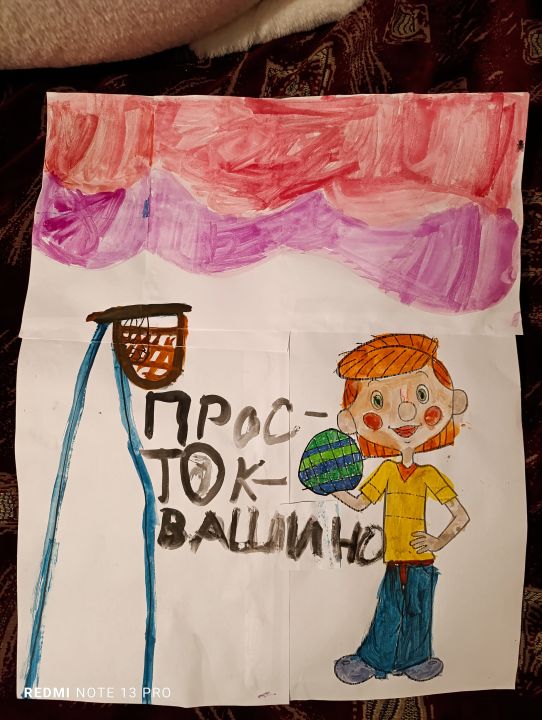 ПРОС-
ТОК-
ВАШИНО
REDMI NOTE 13 PRO